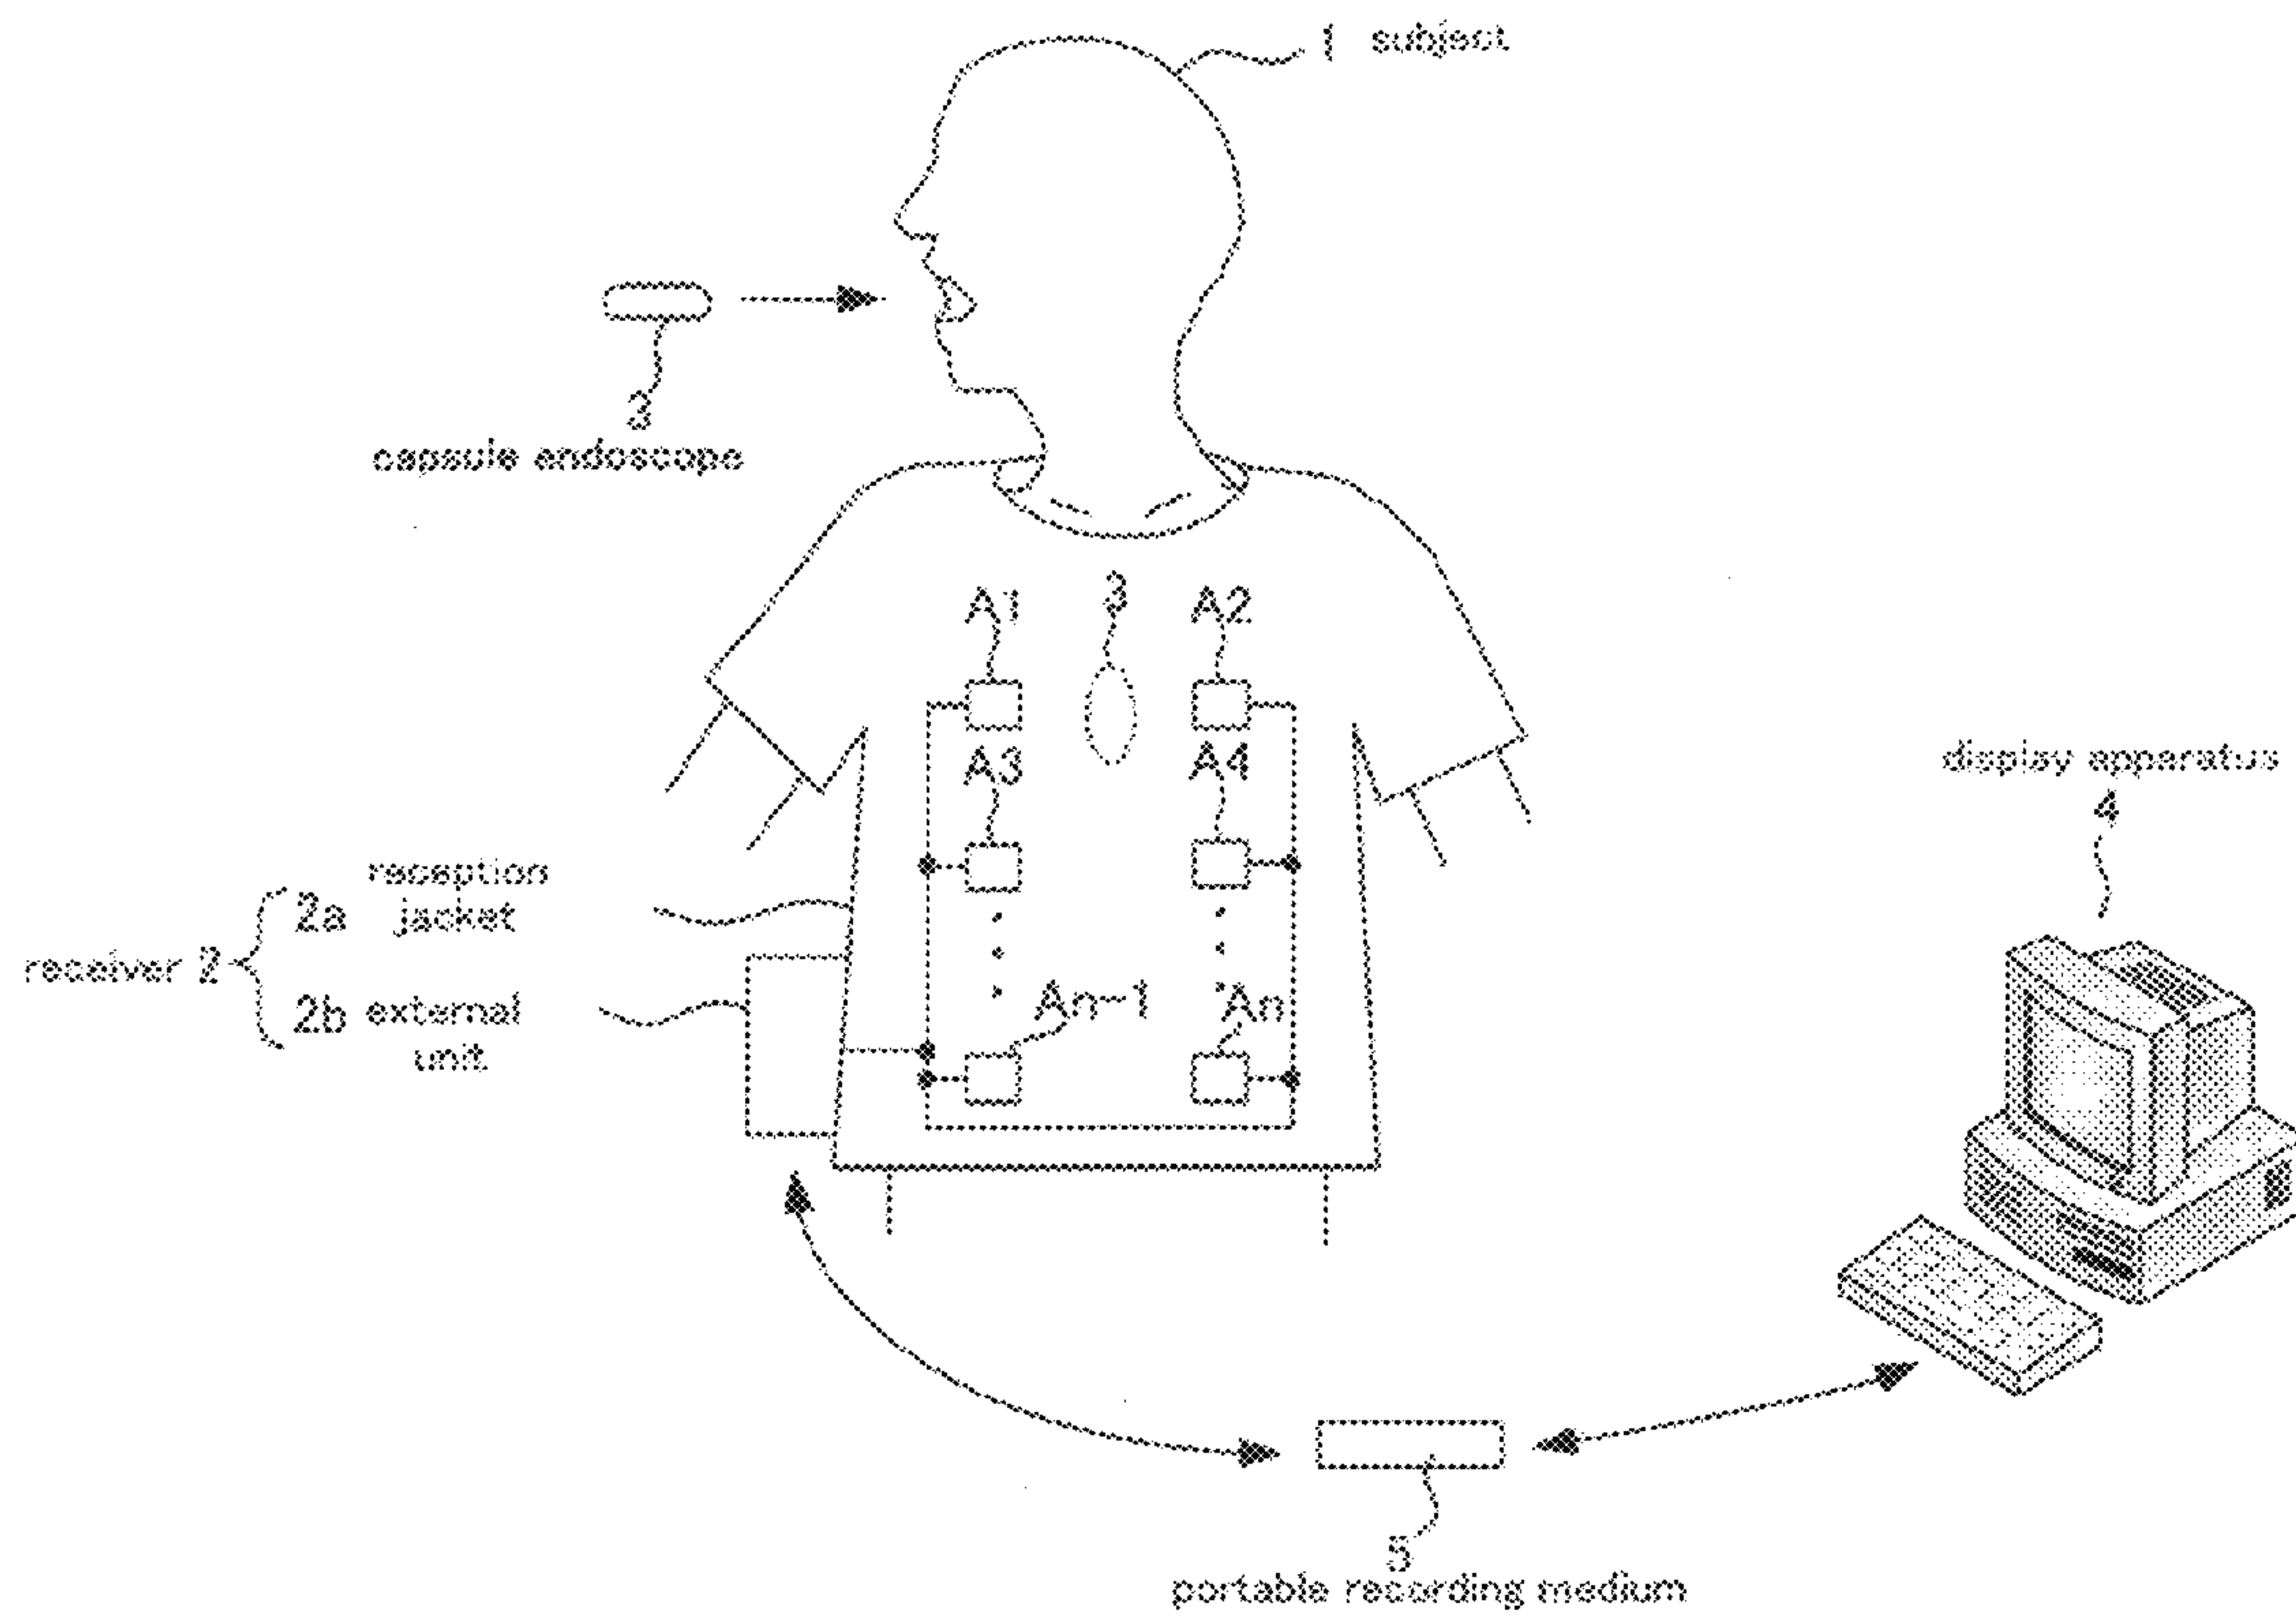 1 subject
3
capsule endoscope
A1 3 A2
A3 A4
display apparatus
4
reception
2a jacket
receiver 2
2b external
unit
An-1 An
5
portable recording medium